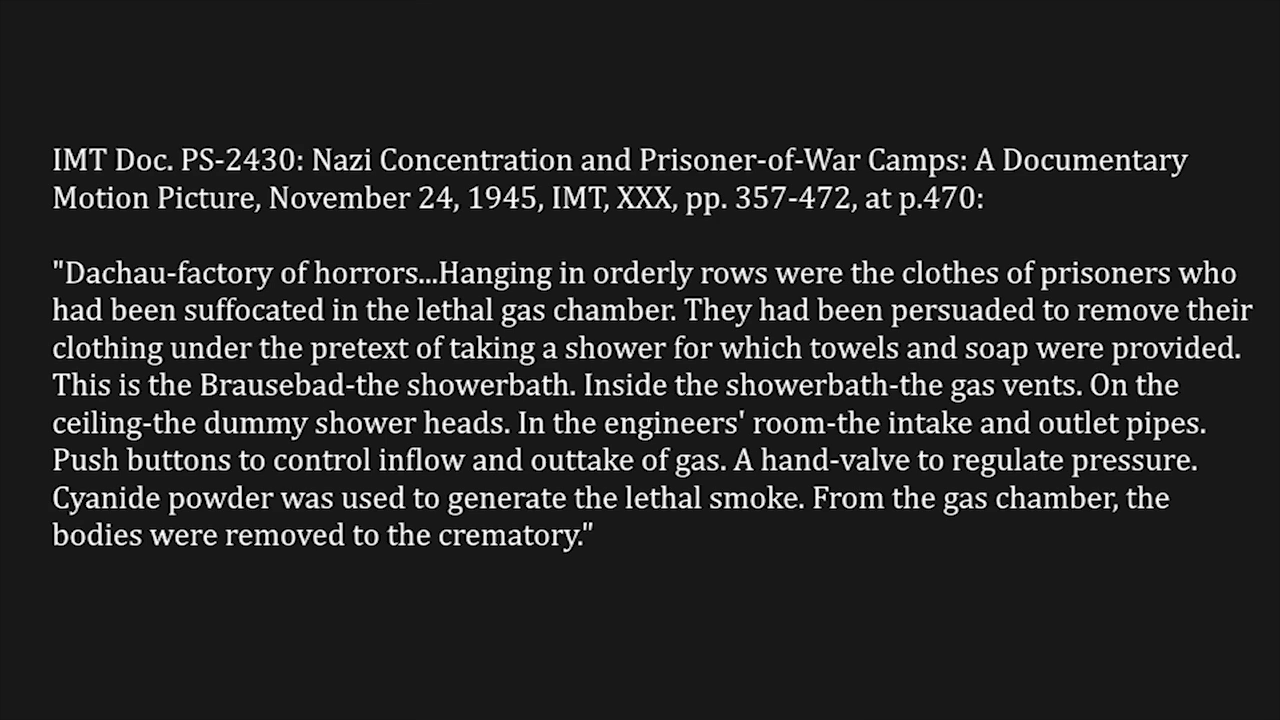 IMT Doc. PS-2430: Nazi Concentration and Prisoner-of-War Camps: A Documentary
Motion Picture, November 24, 1945, IMT, XXX, pp. 357-472, at p.470:
"Dachau-factory of horrors...Hanging in orderly rows were the clothes of prisoners who
had been suffocated in the lethal gas chamber. They had been persuaded to remove their
clothing under the pretext of taking a shower for which towels and soap were provided.
This is the Brausebad-the showerbath. Inside the showerbath-the gas vents. On the
ceiling-the dummy shower heads. In the engineers' room-the intake and outlet pipes.
Push buttons to control inflow and outtake of gas. A hand-valve to regulate pressure.
Cyanide powder was used to generate the lethal smoke. From the gas chamber, the
bodies were removed to the crematory."